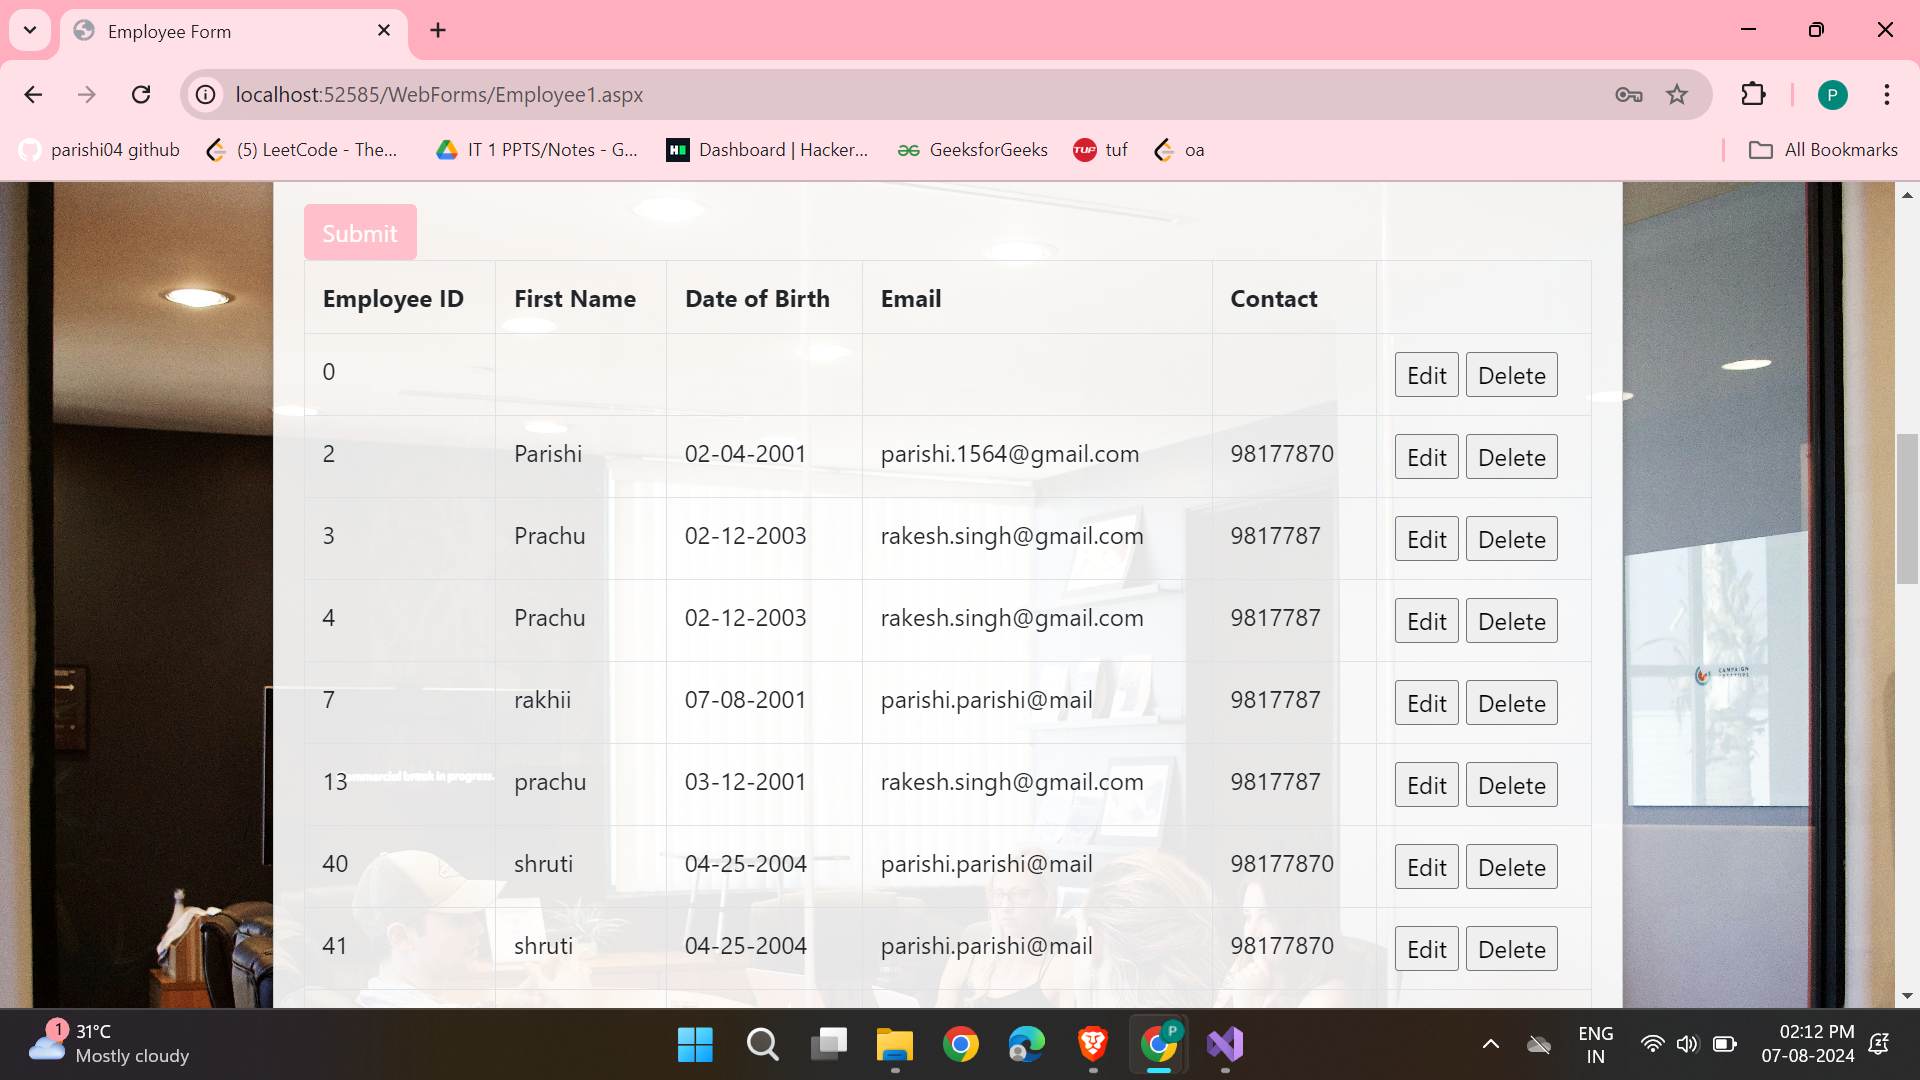 Employee Form
localhost:52585/WebForms/Employee1.aspx
P
parishi04 github
(5) LeetCode - The...
IT 1 PPTS/Notes - G...
Dashboard | Hacker...
GeeksforGeeks
TUF tuf
oa
All Bookmarks
Submit
Employee ID First Name Date of Birth Email Contact
0 Edit Delete
2 Parishi 02-04-2001 parishi.1564@gmail.com 98177870 Edit Delete
3 Prachu 02-12-2003 rakesh.singh@gmail.com 9817787 Edit Delete
4 Prachu 02-12-2003 rakesh.singh@gmail.com 9817787 Edit Delete
CAMPAIGN
7 rakhii 07-08-2001 parishi.parishi@mail 9817787 Edit Delete
13 prachu 03-12-2001 rakesh.singh@gmail.com 9817787 Edit Delete
ommercial break in progress.
40 shruti 04-25-2004 parishi.parishi@mail 98177870 Edit Delete
41 shruti 04-25-2004 parishi.parishi@mail 98177870 Edit Delete
1
31°C
Mostly cloudy
P
ENG
IN
02:12 PM
07-08-2024